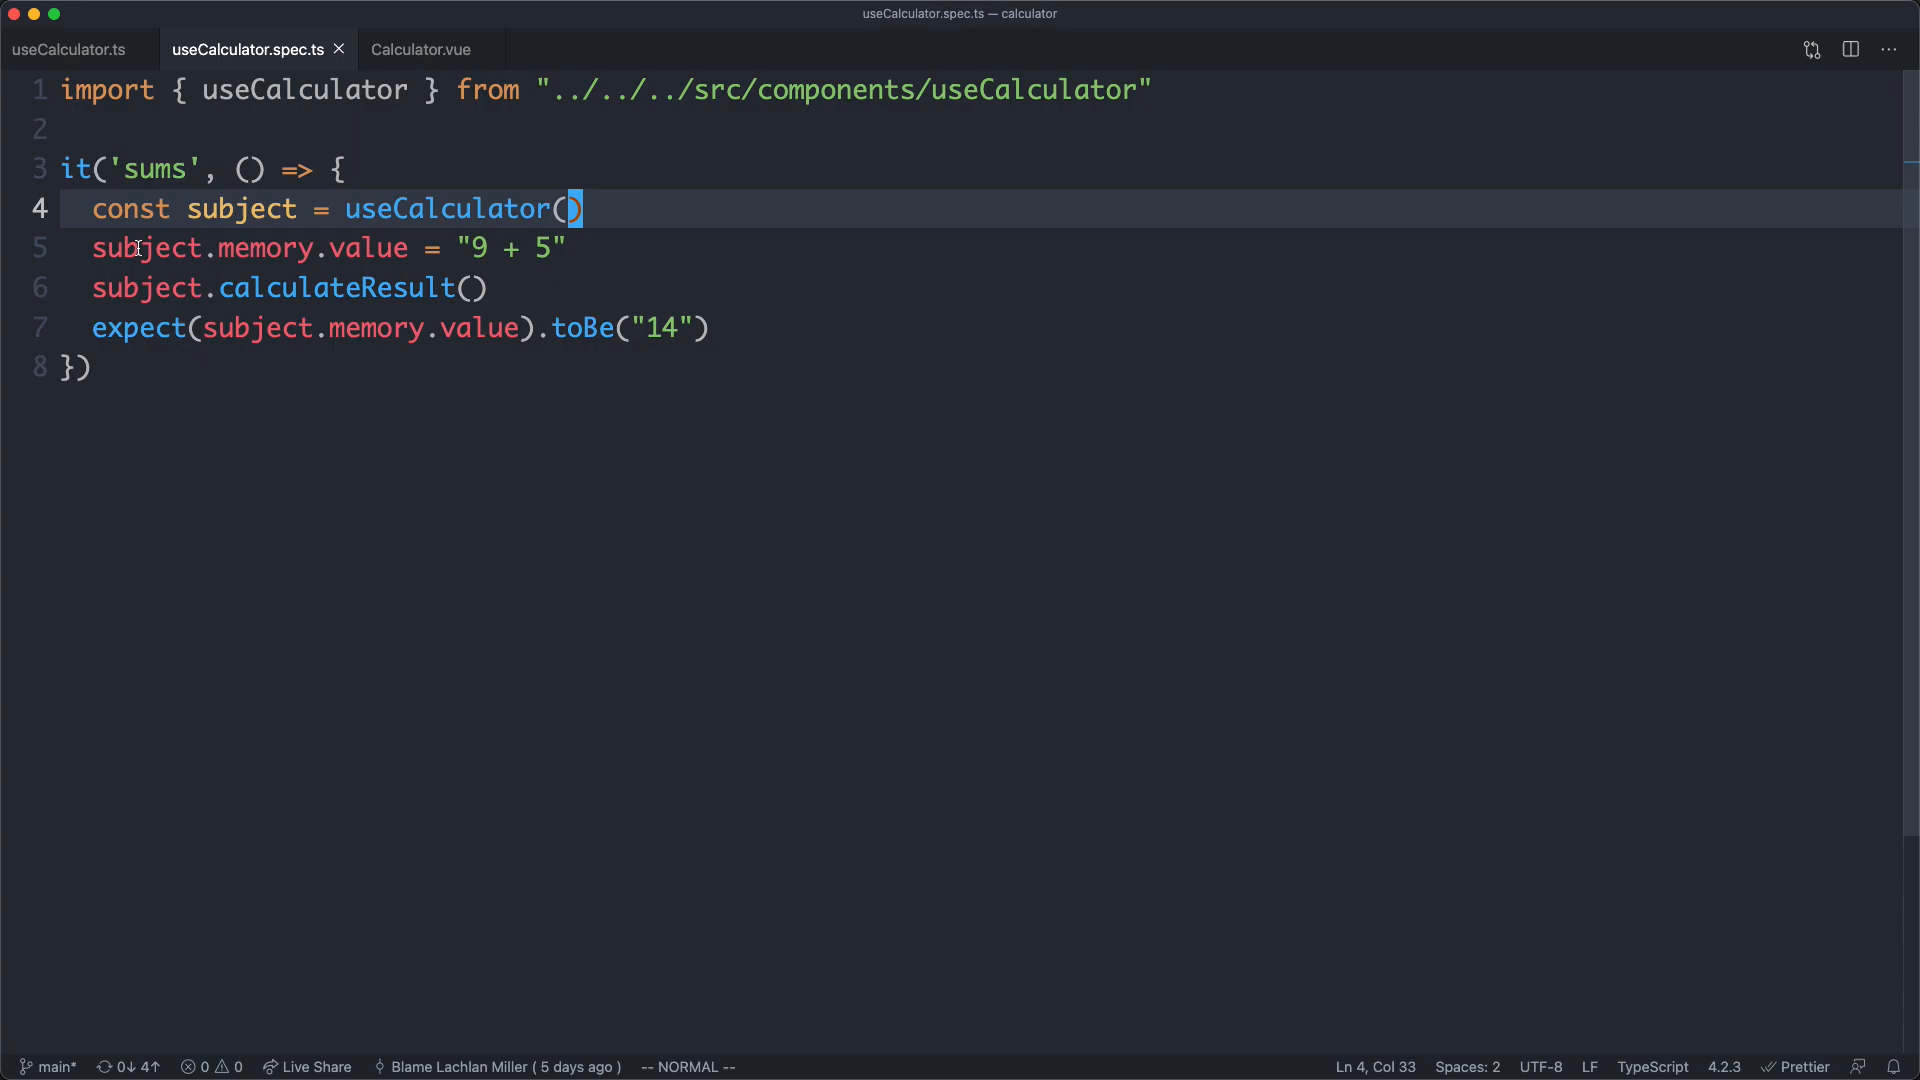 useCalculator.spec.ts — calculator
useCalculator.ts useCalculator.spec.ts Calculator.vue
1 import { useCalculator } from "../../../src/components/useCalculator"
2
3 it('sums', () => {
4 const subject = useCalculator()
5 subject.memory.value = "9 + 5"
6 subject.calculateResult()
7 expect(subject.memory.value).toBe("14")
8 })
main* 0↓ 4↑ 0 0 Live Share Blame Lachlan Miller ( 5 days ago ) -- NORMAL -- Ln 4, Col 33 Spaces: 2 UTF-8 LF TypeScript 4.2.3 Prettier